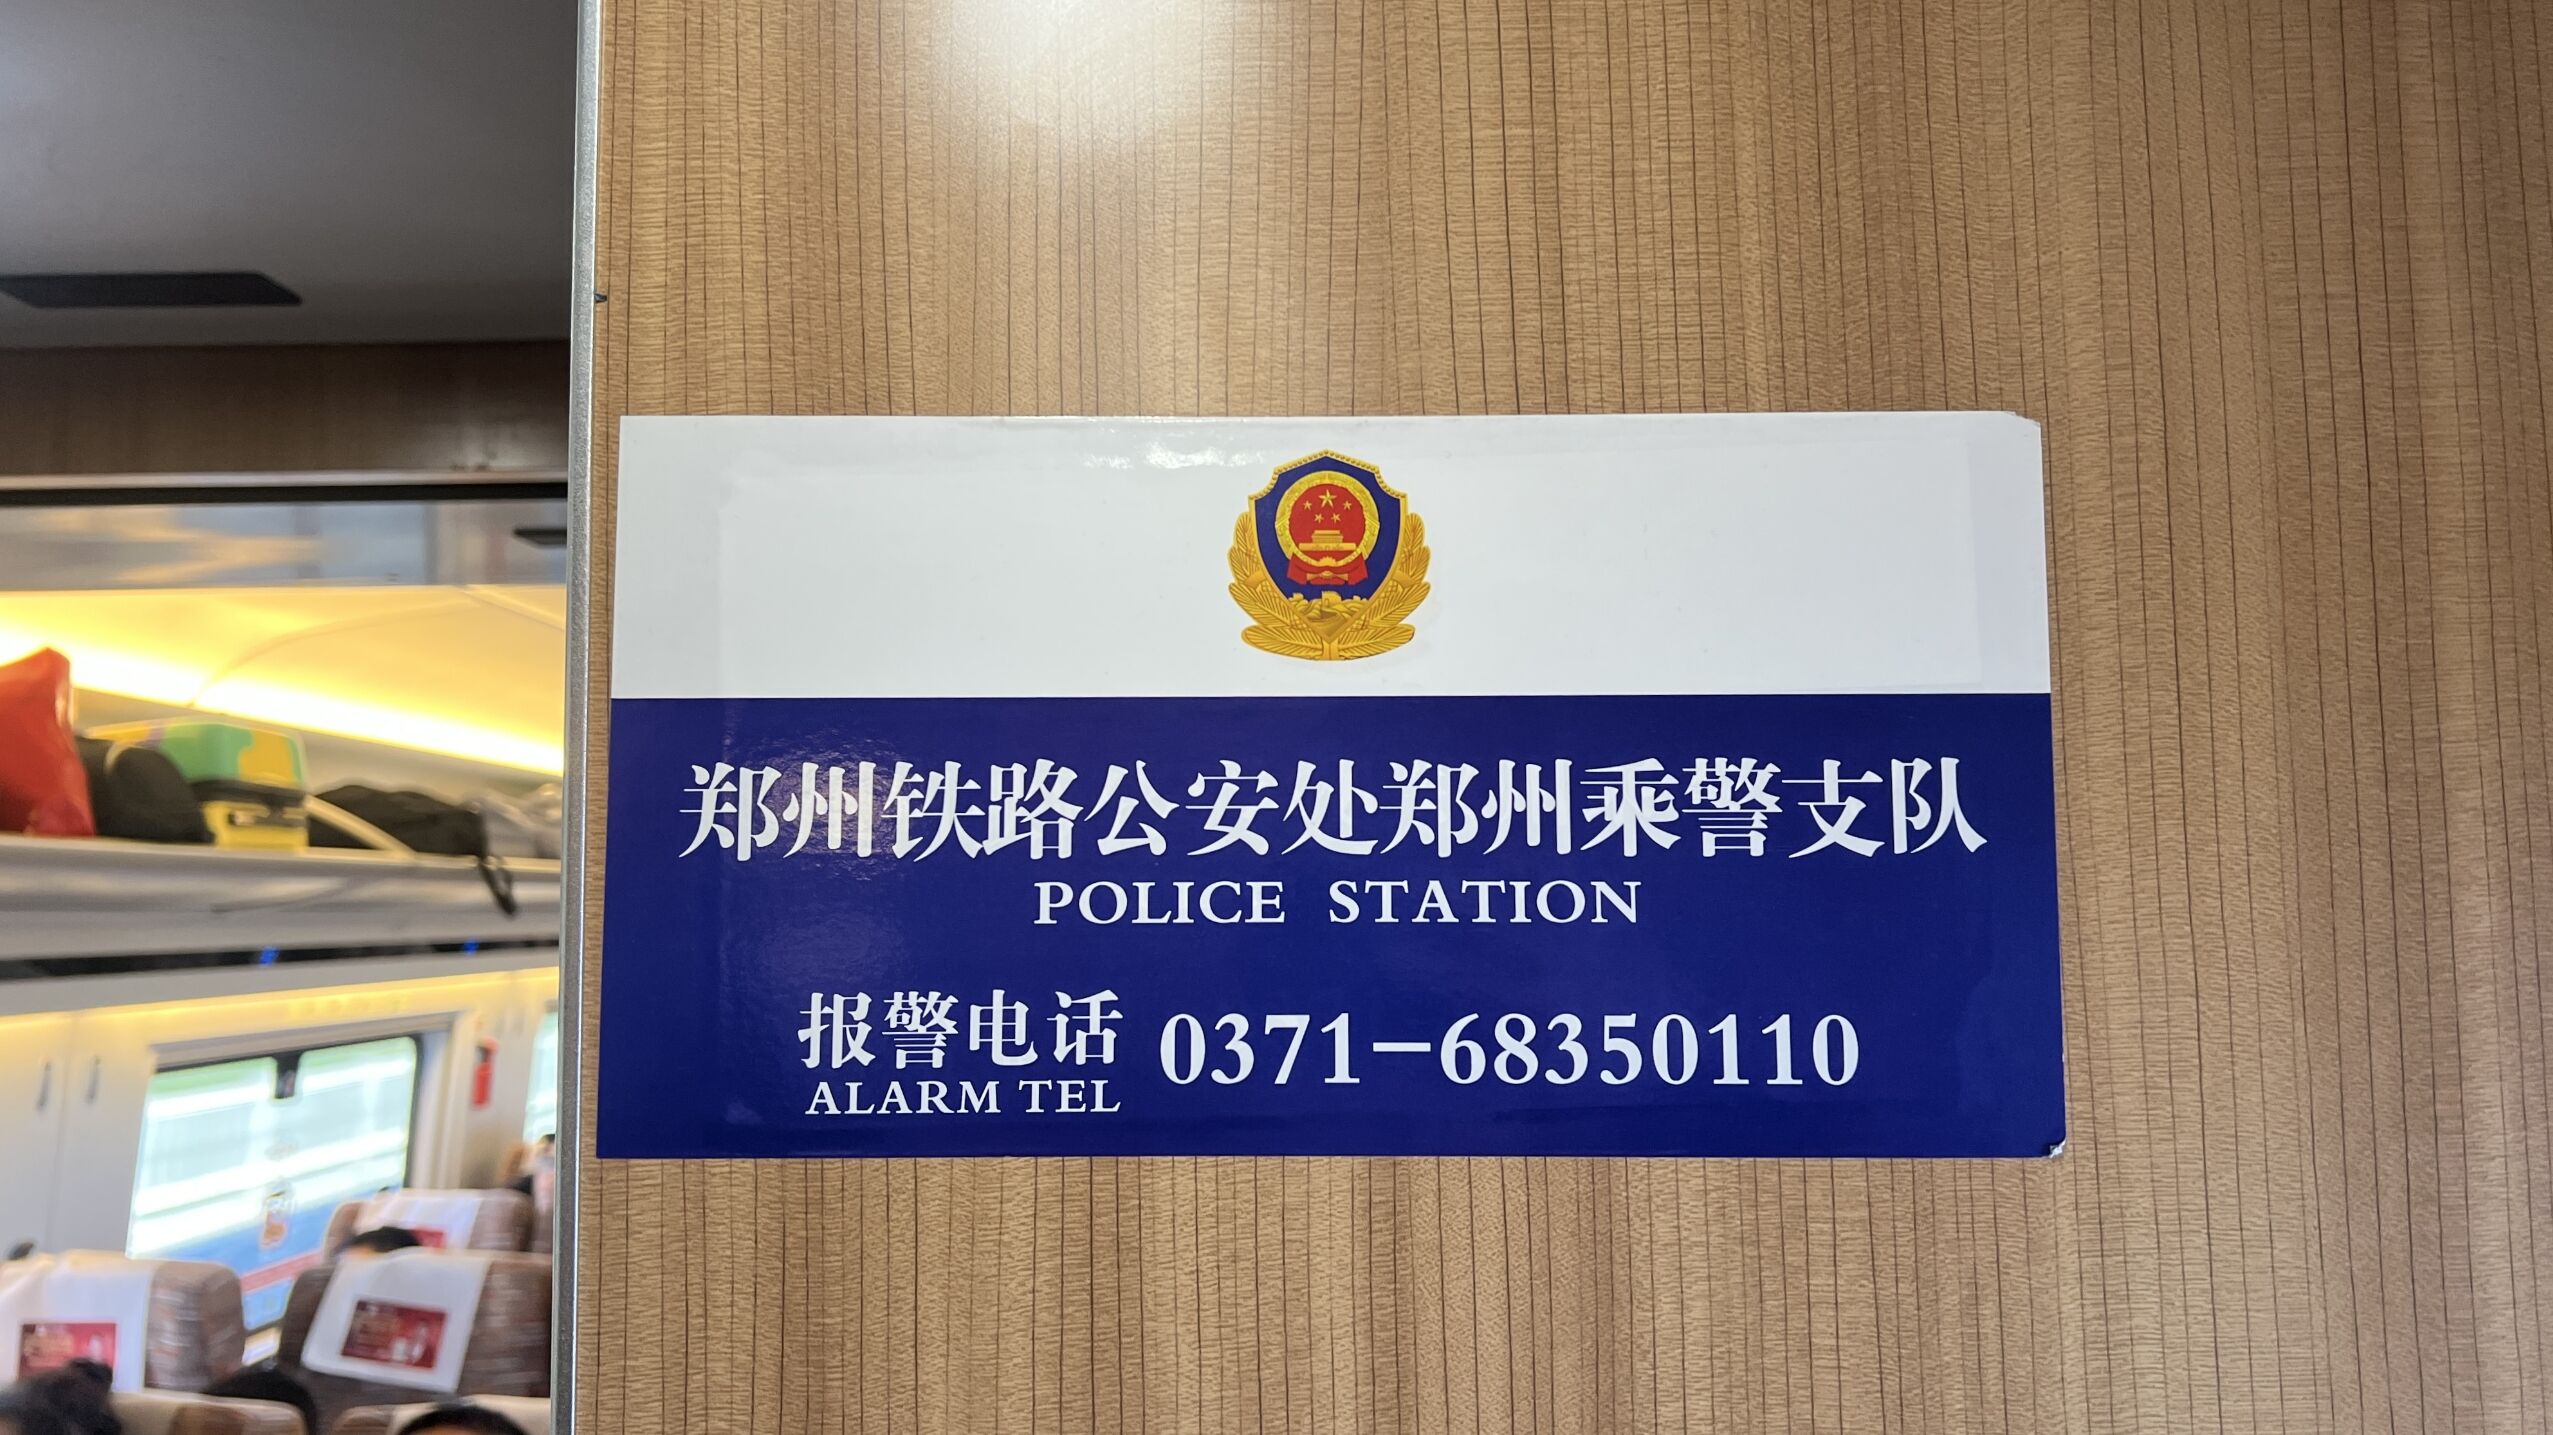 郑州铁路公安处郑州乘警支队
POLICE STATION
报警电话 0371-68350110
ALARM TEL